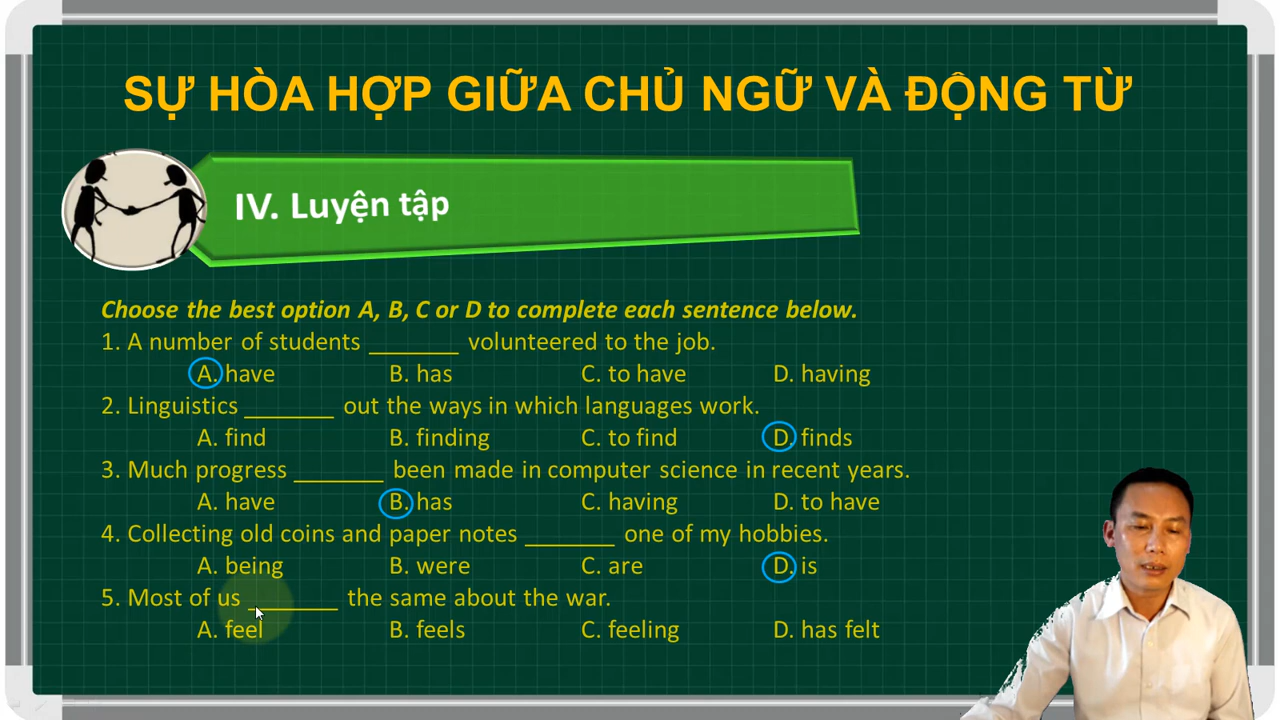 SỰ HÒA HỢP GIỮA CHỦ NGỮ VÀ ĐỘNG TỪ
IV. Luyện tập
Choose the best option A, B, C or D to complete each sentence below.
1. A number of students _______ volunteered to the job.
A. have B. has C. to have D. having
2. Linguistics _______ out the ways in which languages work.
A. find B. finding C. to find D. finds
3. Much progress _______ been made in computer science in recent years.
A. have B. has C. having D. to have
4. Collecting old coins and paper notes _______ one of my hobbies.
A. being B. were C. are D. is
5. Most of us _______ the same about the war.
A. feel B. feels C. feeling D. has felt